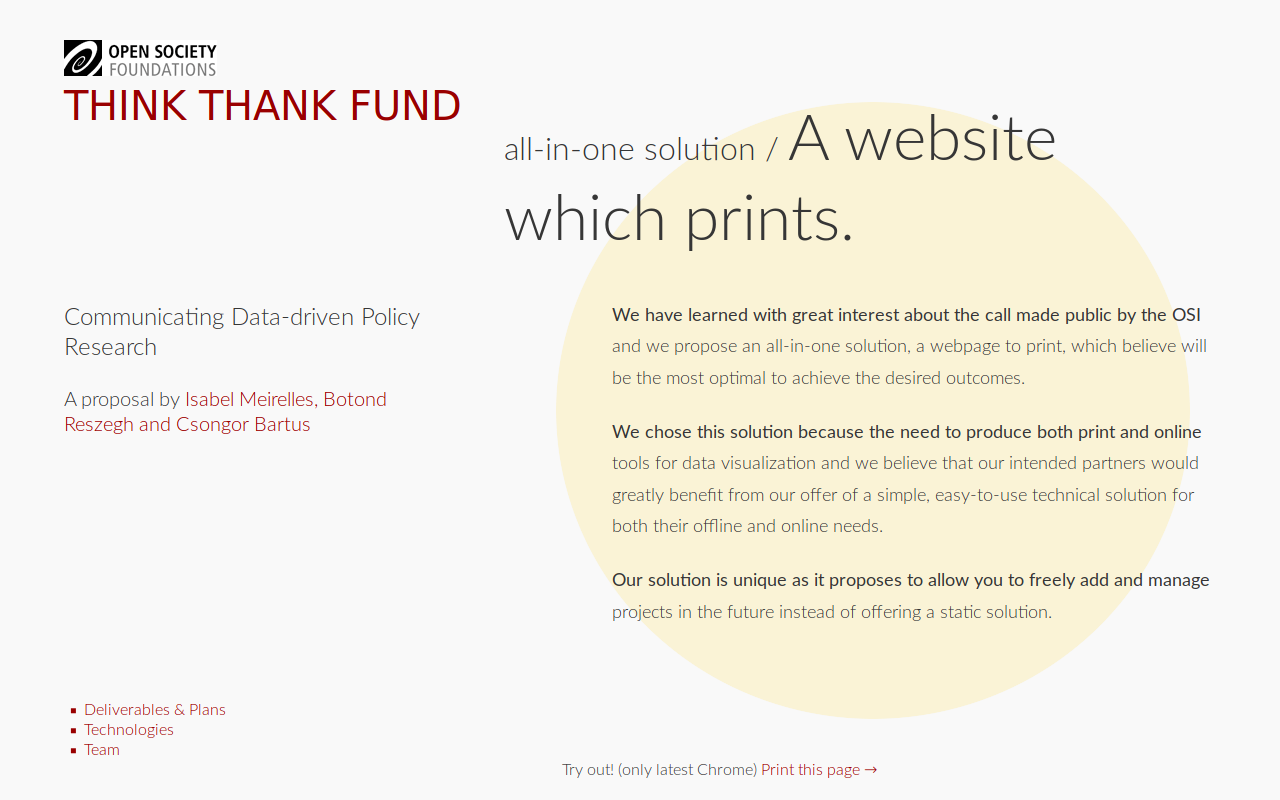 OPEN SOCIETY
FOUNDATIONS
THINK THANK FUND
all-in-one solution / A website
which prints.
Communicating Data-driven Policy
Research
A proposal by Isabel Meirelles, Botond
Reszegh and Csongor Bartus
We have learned with great interest about the call made public by the OSI
and we propose an all-in-one solution, a webpage to print, which believe will
be the most optimal to achieve the desired outcomes.
We chose this solution because the need to produce both print and online
tools for data visualization and we believe that our intended partners would
greatly benefit from our offer of a simple, easy-to-use technical solution for
both their offline and online needs.
Our solution is unique as it proposes to allow you to freely add and manage
projects in the future instead of offering a static solution.
▪ Deliverables & Plans
▪ Technologies
▪ Team
Try out! (only latest Chrome) Print this page →